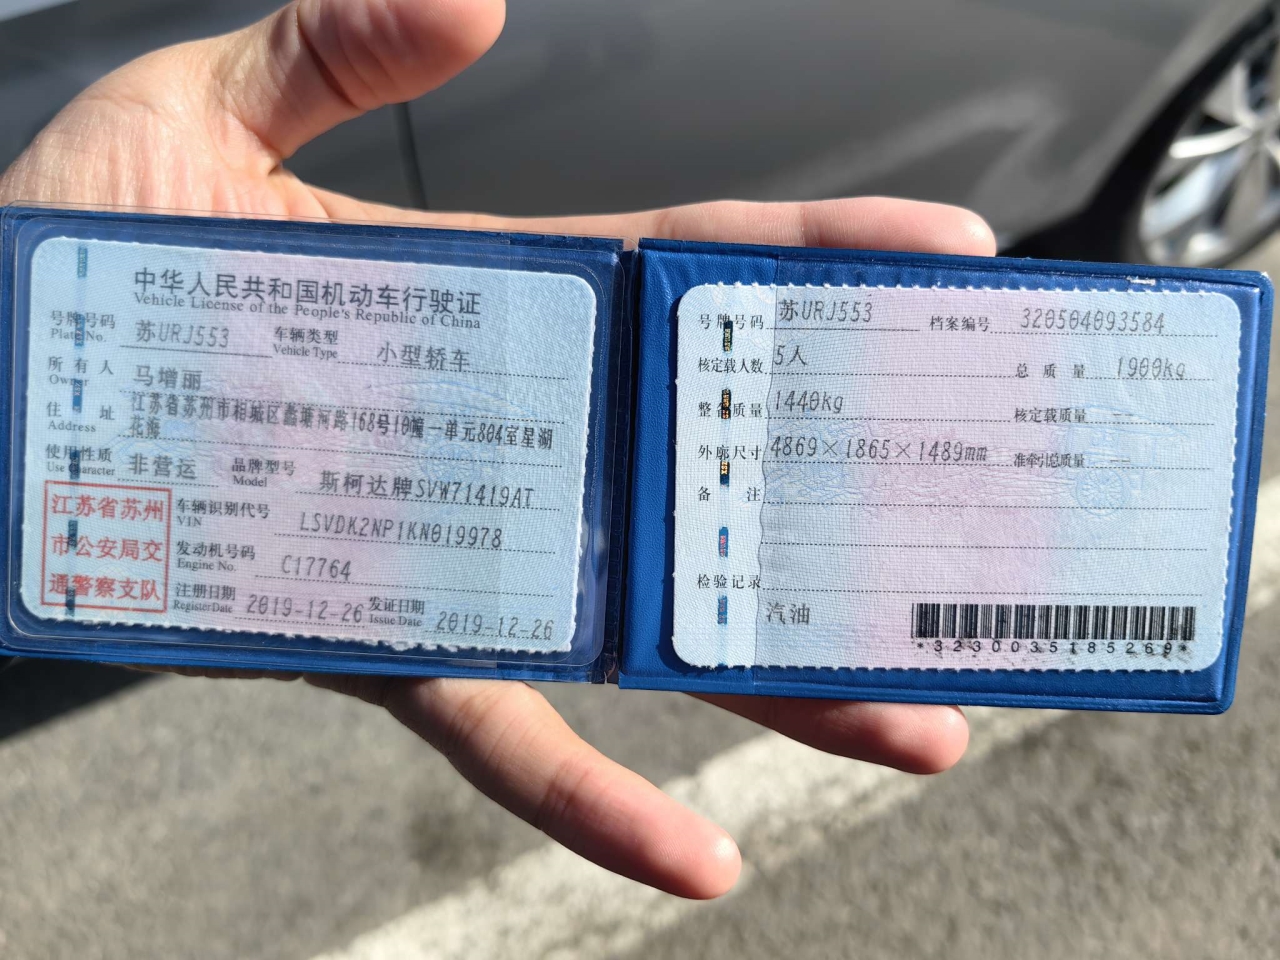 中华人民共和国机动车行驶证
Vehicle License of the People's Republic of China
号牌号码 苏URJ553 车辆类型 小型轿车
Plate No. Vehicle Type
所有人 马增丽
Owner
住址 江苏省苏州市相城区蠡塘河路168号10幢一单元804室星湖
Address 花海
使用性质 非营运 品牌型号 斯柯达牌SVW71419AT
Use Character Model
江苏省苏州
市公安局交
通警察支队
车辆识别代号 LSVDK2NP1KN019978
VIN
发动机号码 C17764
Engine No.
注册日期 2019-12-26 发证日期 2019-12-26
Register Date Issue Date
号牌号码 苏URJ553 档案编号 320504093584
核定载人数 5人 总质量 1900kg
整备质量 1440kg 核定载质量 --
外廓尺寸 4869×1865×1489mm 准牵引总质量 --
备注
检验记录
汽油
*3230035185269*